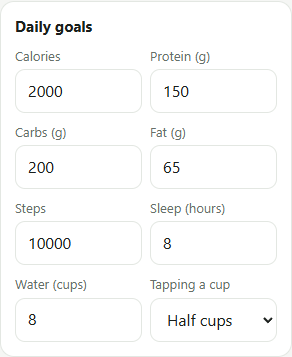 Daily goals
Calories Protein (g)
2000 150
Carbs (g) Fat (g)
200 65
Steps Sleep (hours)
10000 8
Water (cups) Tapping a cup
8 Half cups